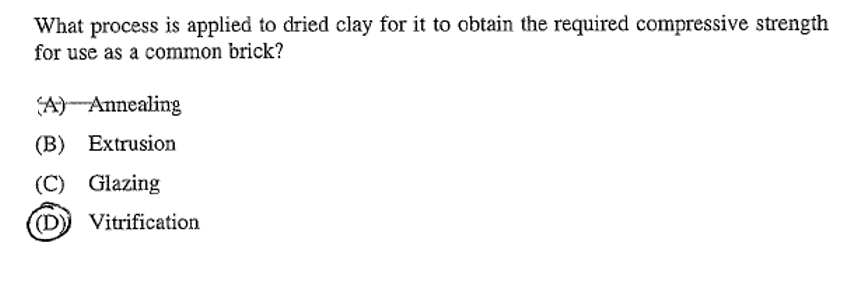 What process is applied to dried clay for it to obtain the required compressive strength
for use as a common brick?
(A) Annealing
(B) Extrusion
(C) Glazing
(D) Vitrification